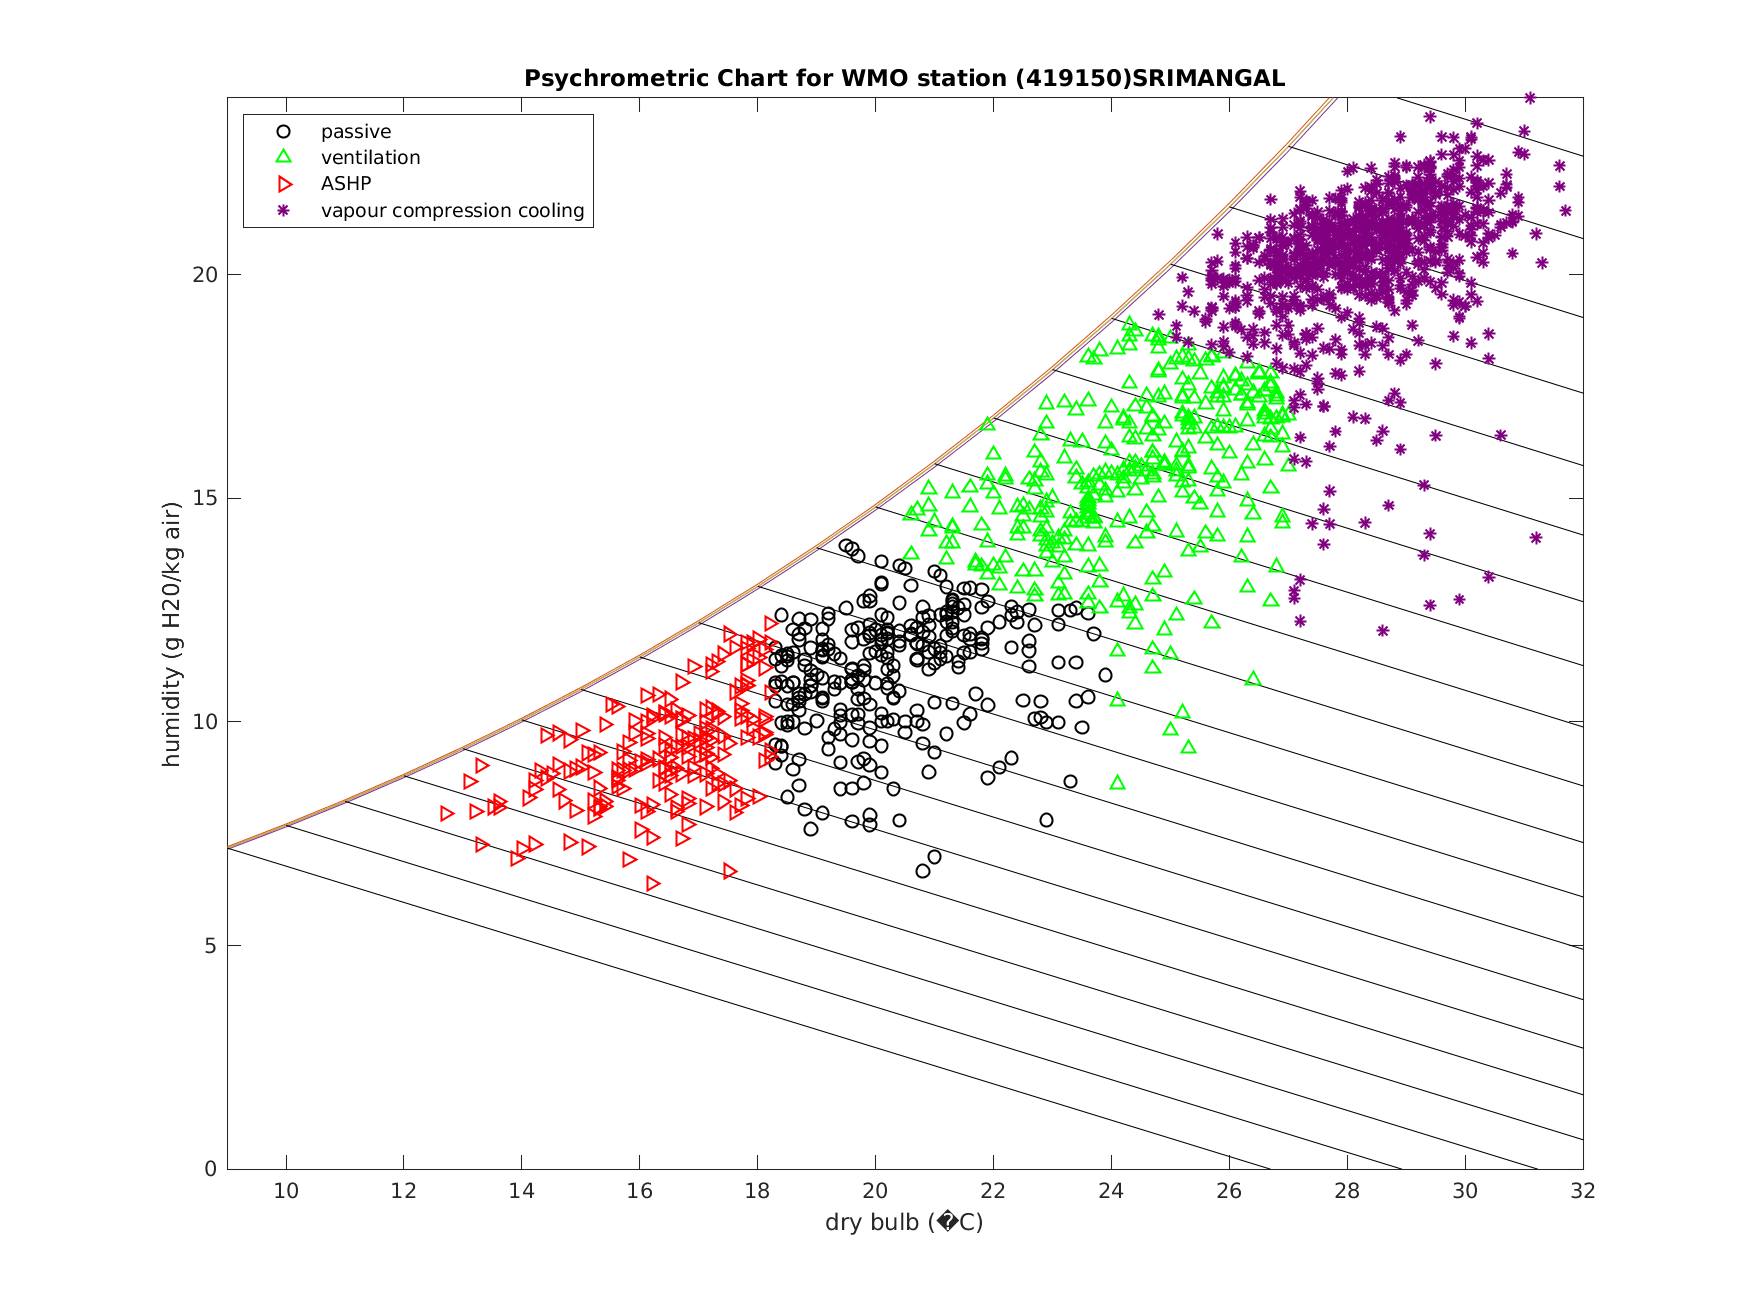 Psychrometric Chart for WMO station (419150)SRIMANGAL
passive
ventilation
ASHP
vapour compression cooling
20
15
10
5
0
humidity (g H20/kg air)
10 12 14 16 18 20 22 24 26 28 30 32
dry bulb (�C)